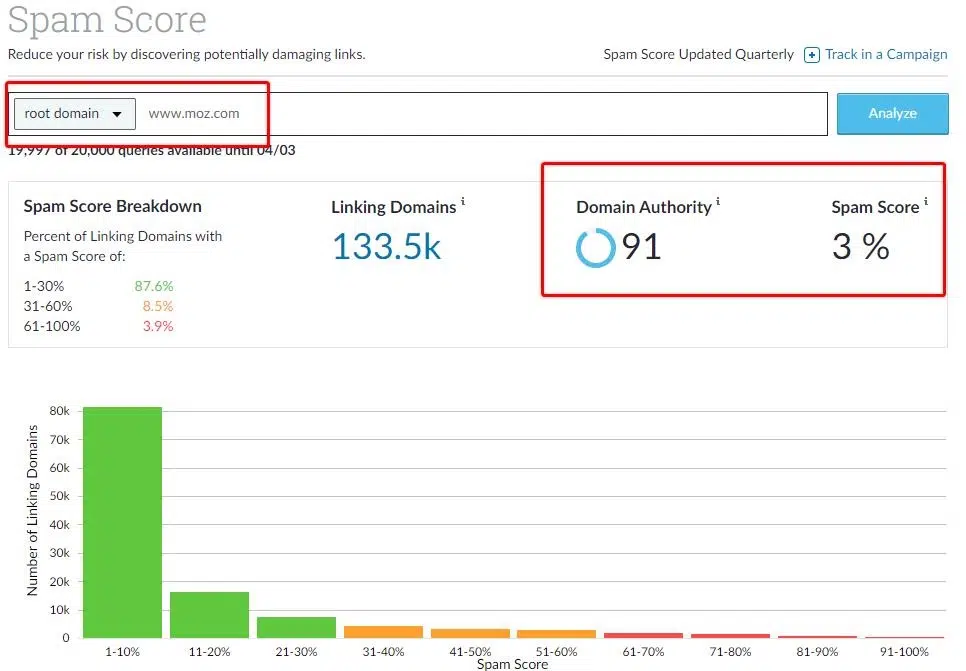 Spam Score
Reduce your risk by discovering potentially damaging links.
Spam Score Updated Quarterly
Track in a Campaign
root domain
www.moz.com
Analyze
19,997 of 20,000 queries available until 04/03
Spam Score Breakdown
Percent of Linking Domains with
a Spam Score of:
1-30% 87.6%
31-60% 8.5%
61-100% 3.9%
Linking Domains i
133.5k
Domain Authority i
91
Spam Score i
3 %
Number of Linking Domains
80k
70k
60k
50k
40k
30k
20k
10k
0
1-10% 11-20% 21-30% 31-40% 41-50% 51-60% 61-70% 71-80% 81-90% 91-100%
Spam Score